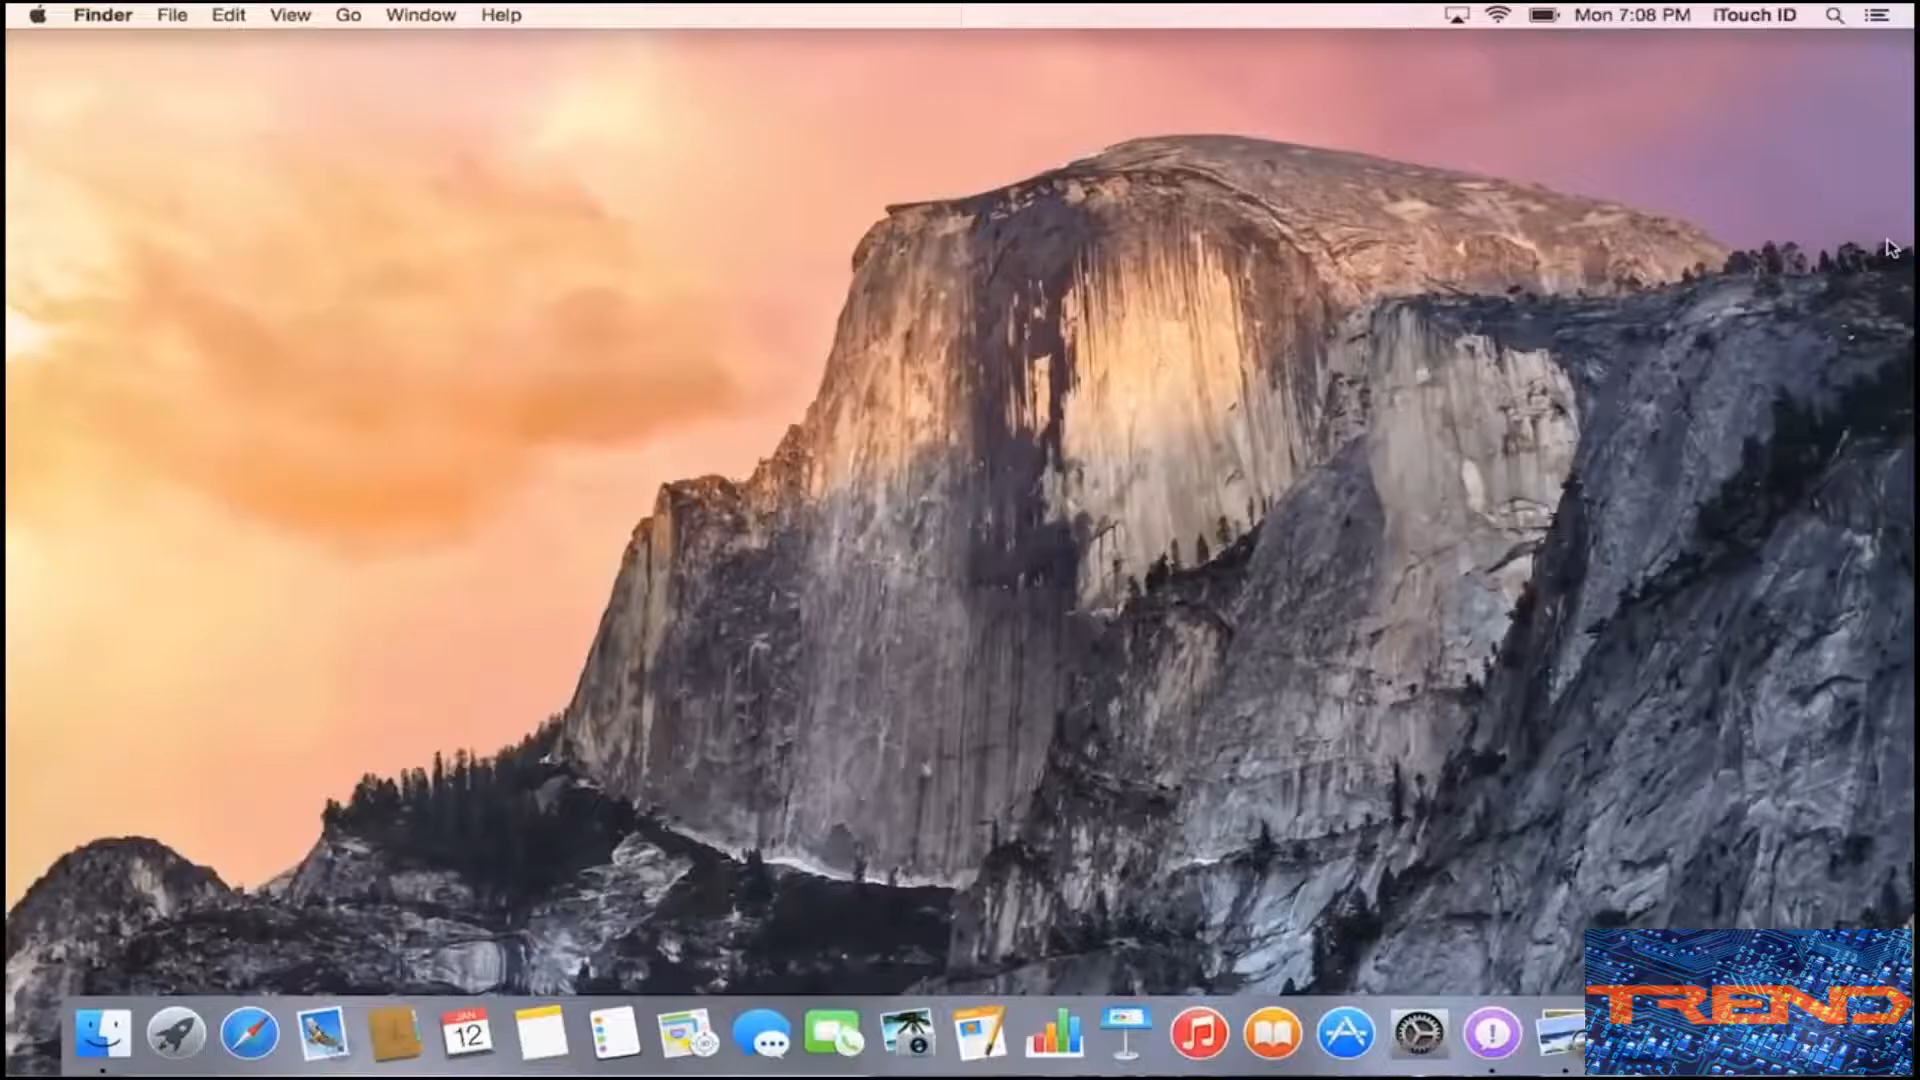 Finder File Edit View Go Window Help Mon 7:08 PM iTouch ID
JAN
12
TREND